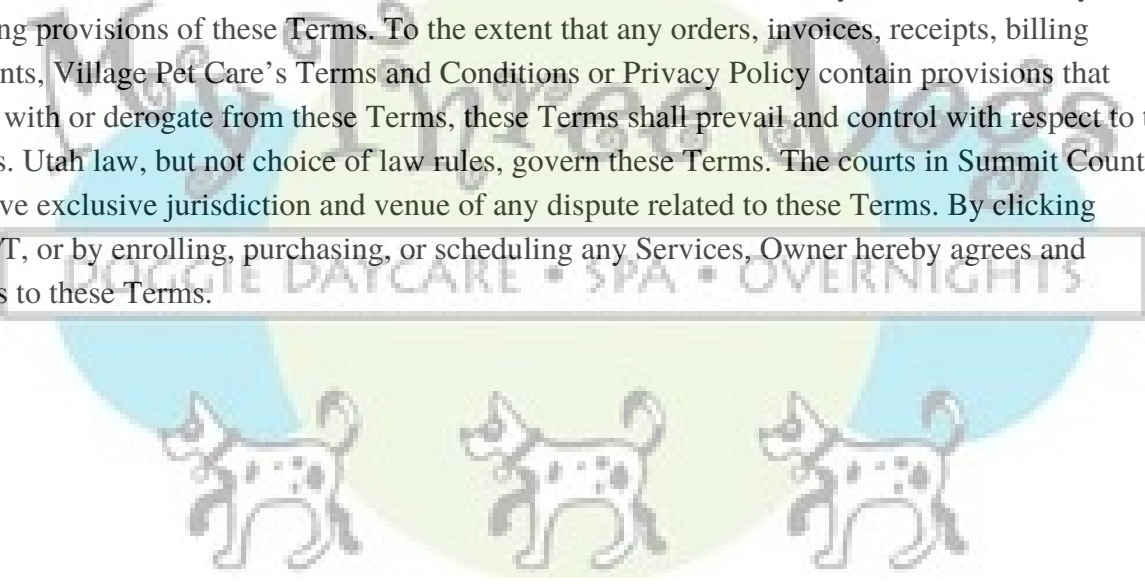 ng provisions of these Terms. To the extent that any orders, invoices, receipts, billing
nts, Village Pet Care’s Terms and Conditions or Privacy Policy contain provisions that
with or derogate from these Terms, these Terms shall prevail and control with respect to t
s. Utah law, but not choice of law rules, govern these Terms. The courts in Summit Count
ve exclusive jurisdiction and venue of any dispute related to these Terms. By clicking
T, or by enrolling, purchasing, or scheduling any Services, Owner hereby agrees and
s to these Terms.
My Three Dogs
DOGGIE DAYCARE • SPA • OVERNIGHTS